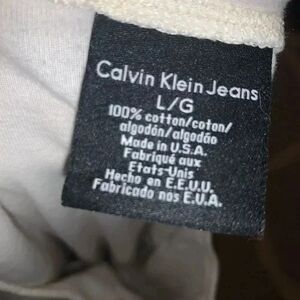 Calvin Klein Jeans
L/G
100% cotton/coton/
algodón/algodão
Made in U.S.A.
Fabriqué aux
Etats-Unis
Hecho en E.E.U.U.
Fabricado nos E.U.A.